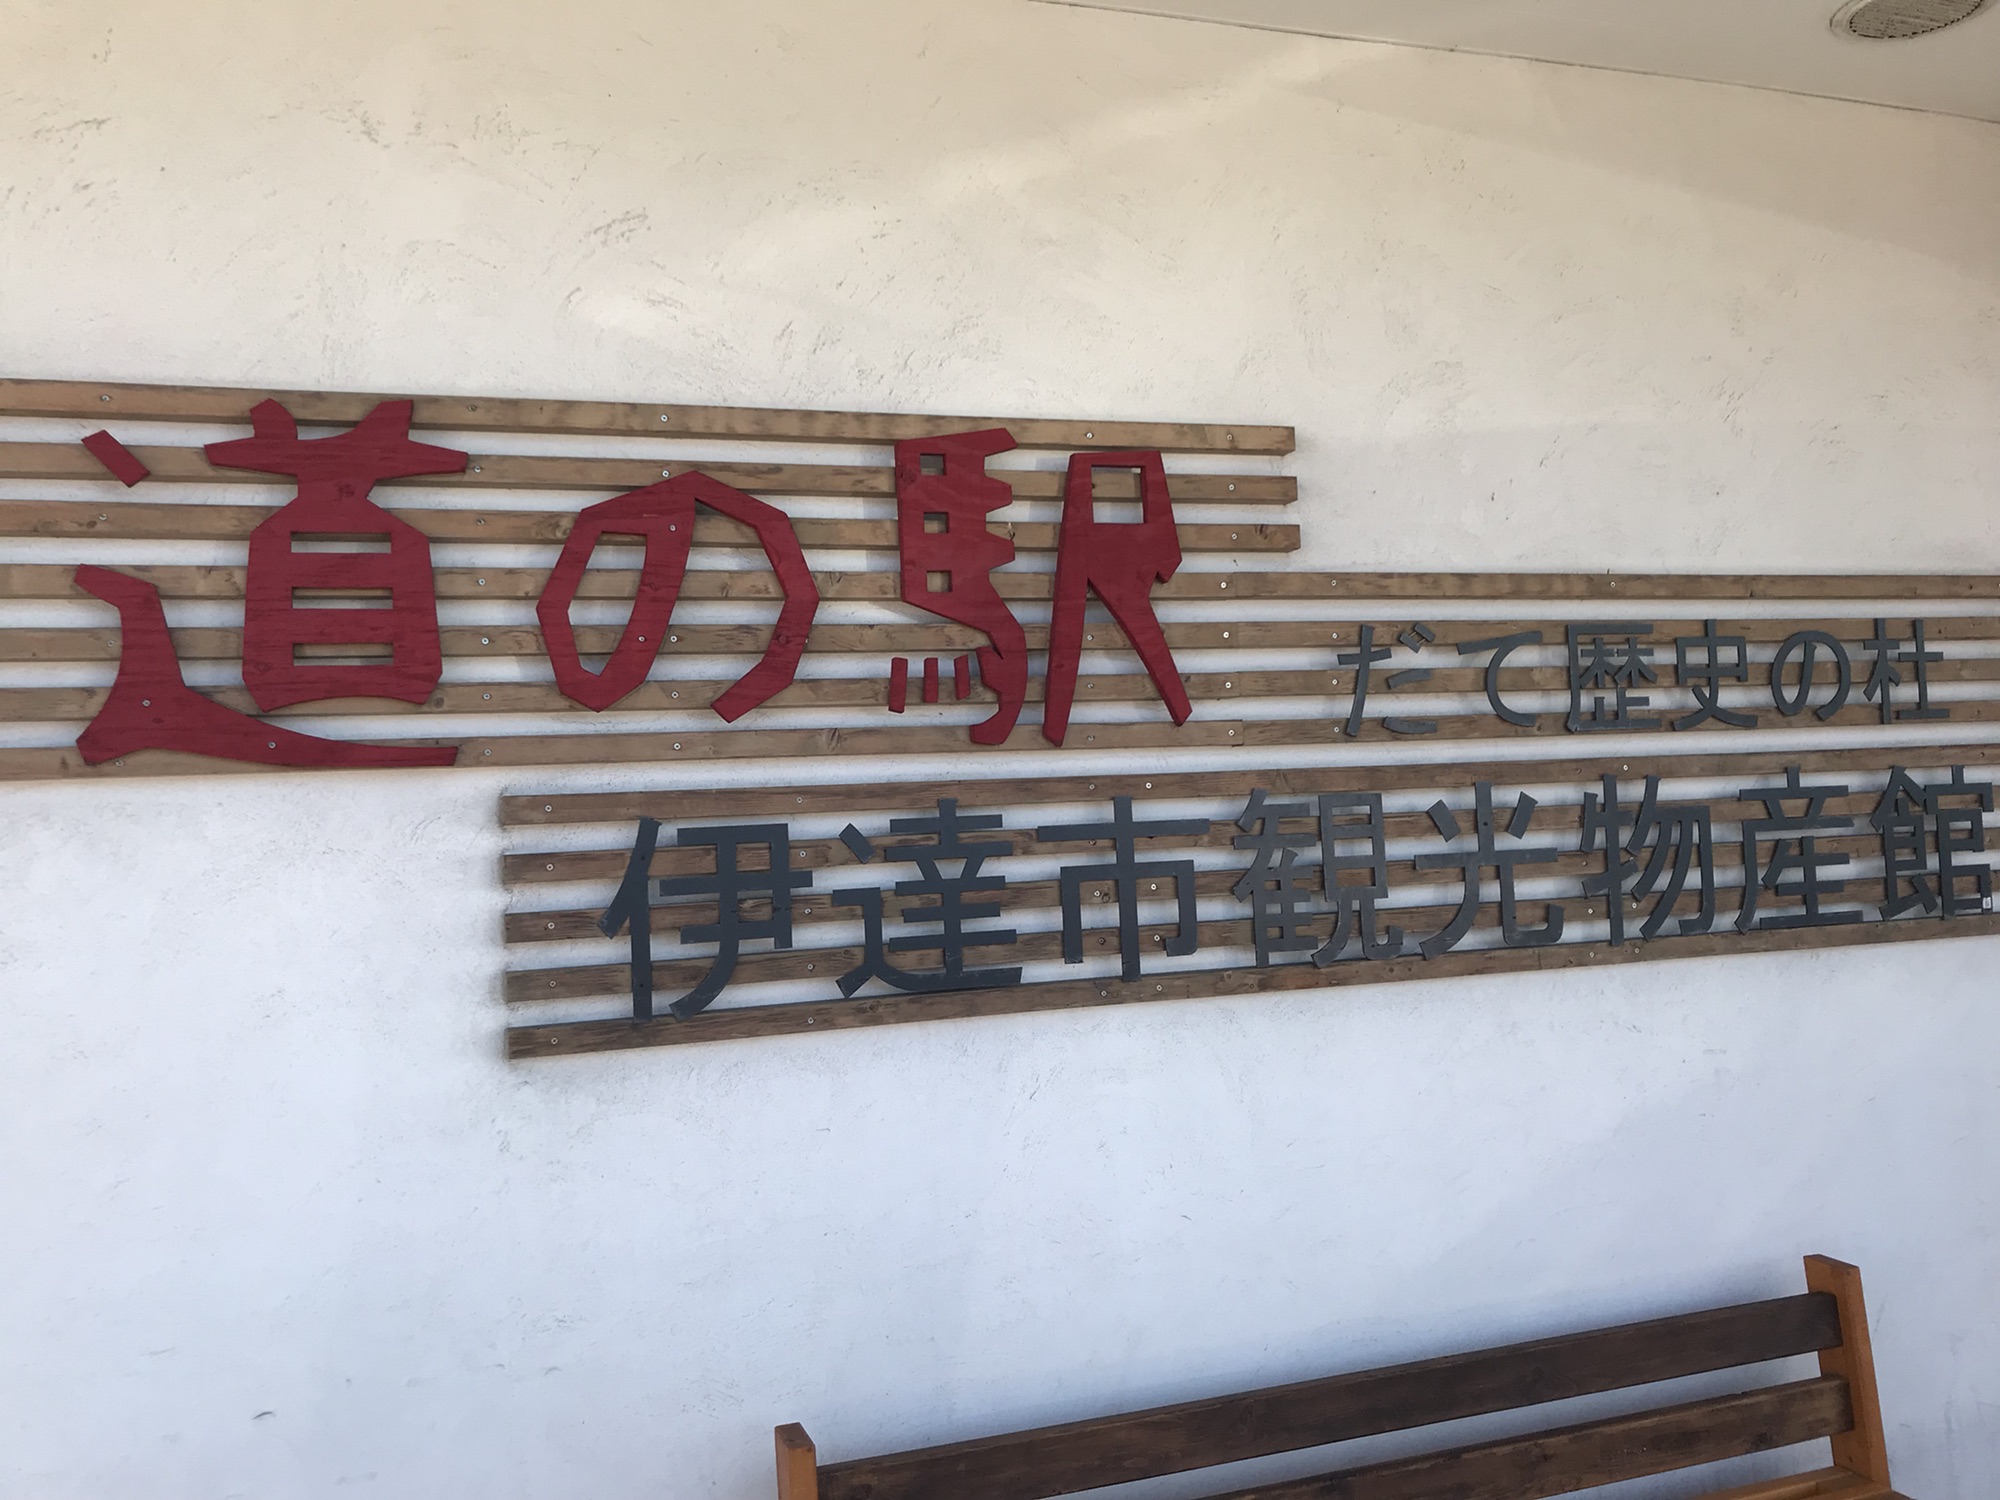 道の駅
だて歴史の杜
伊達市観光物産館